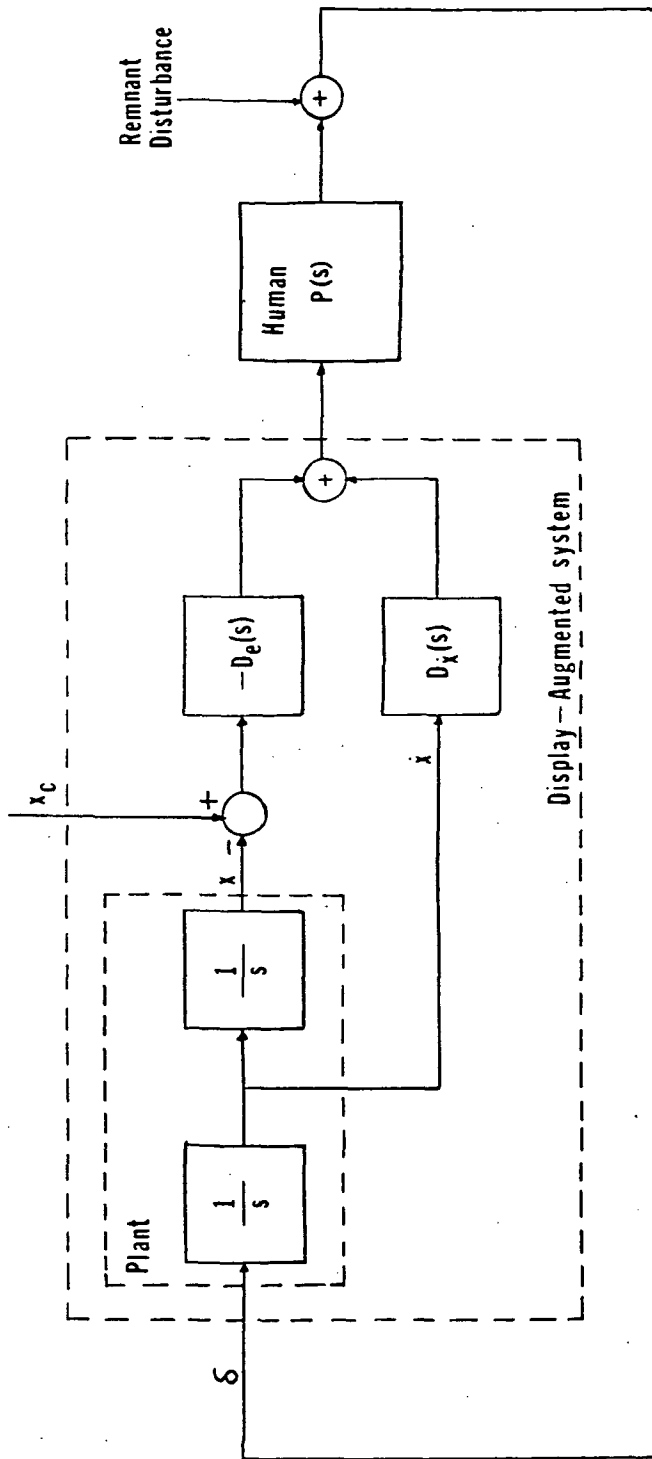 δ
Plant
1
s
1
s
x
−
+
x_c
ẋ
−D_e(s)
D_ẋ(s)
+
Display–Augmented system
Human
P(s)
Remnant
Disturbance
+